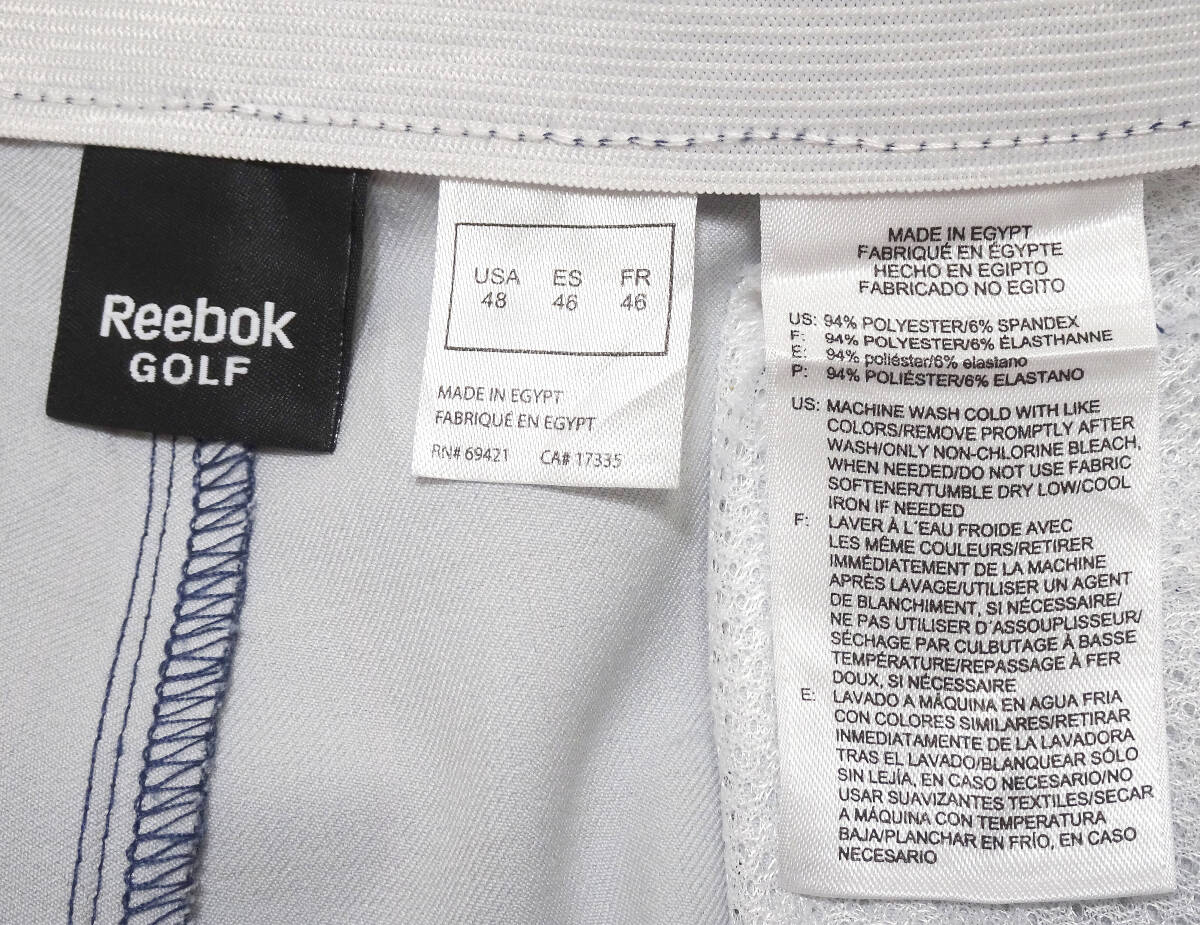 Reebok
GOLF
USA ES FR
48 46 46
MADE IN EGYPT
FABRIQUÉ EN EGYPT
RN# 69421 CA# 17335
MADE IN EGYPT
FABRIQUÉ EN ÉGYPTE
HECHO EN EGIPTO
FABRICADO NO EGITO
US: 94% POLYESTER/6% SPANDEX
F: 94% POLYESTER/6% ÉLASTHANNE
E: 94% poliéster/6% elastano
P: 94% POLIÉSTER/6% ELASTANO
US: MACHINE WASH COLD WITH LIKE
COLORS/REMOVE PROMPTLY AFTER
WASH/ONLY NON-CHLORINE BLEACH,
WHEN NEEDED/DO NOT USE FABRIC
SOFTENER/TUMBLE DRY LOW/COOL
IRON IF NEEDED
F: LAVER À L'EAU FROIDE AVEC
LES MÊME COULEURS/RETIRER
IMMÉDIATEMENT DE LA MACHINE
APRÈS LAVAGE/UTILISER UN AGENT
DE BLANCHIMENT, SI NÉCESSAIRE/
NE PAS UTILISER D'ASSOUPLISSEUR/
SÉCHAGE PAR CULBUTAGE À BASSE
TEMPÉRATURE/REPASSAGE À FER
DOUX, SI NÉCESSAIRE
E: LAVADO A MÁQUINA EN AGUA FRIA
CON COLORES SIMILARES/RETIRAR
INMEDIATAMENTE DE LA LAVADORA
TRAS EL LAVADO/BLANQUEAR SÓLO
SIN LEJÍA, EN CASO NECESARIO/NO
USAR SUAVIZANTES TEXTILES/SECAR
A MÁQUINA CON TEMPERATURA
BAJA/PLANCHAR EN FRÍO, EN CASO
NECESARIO